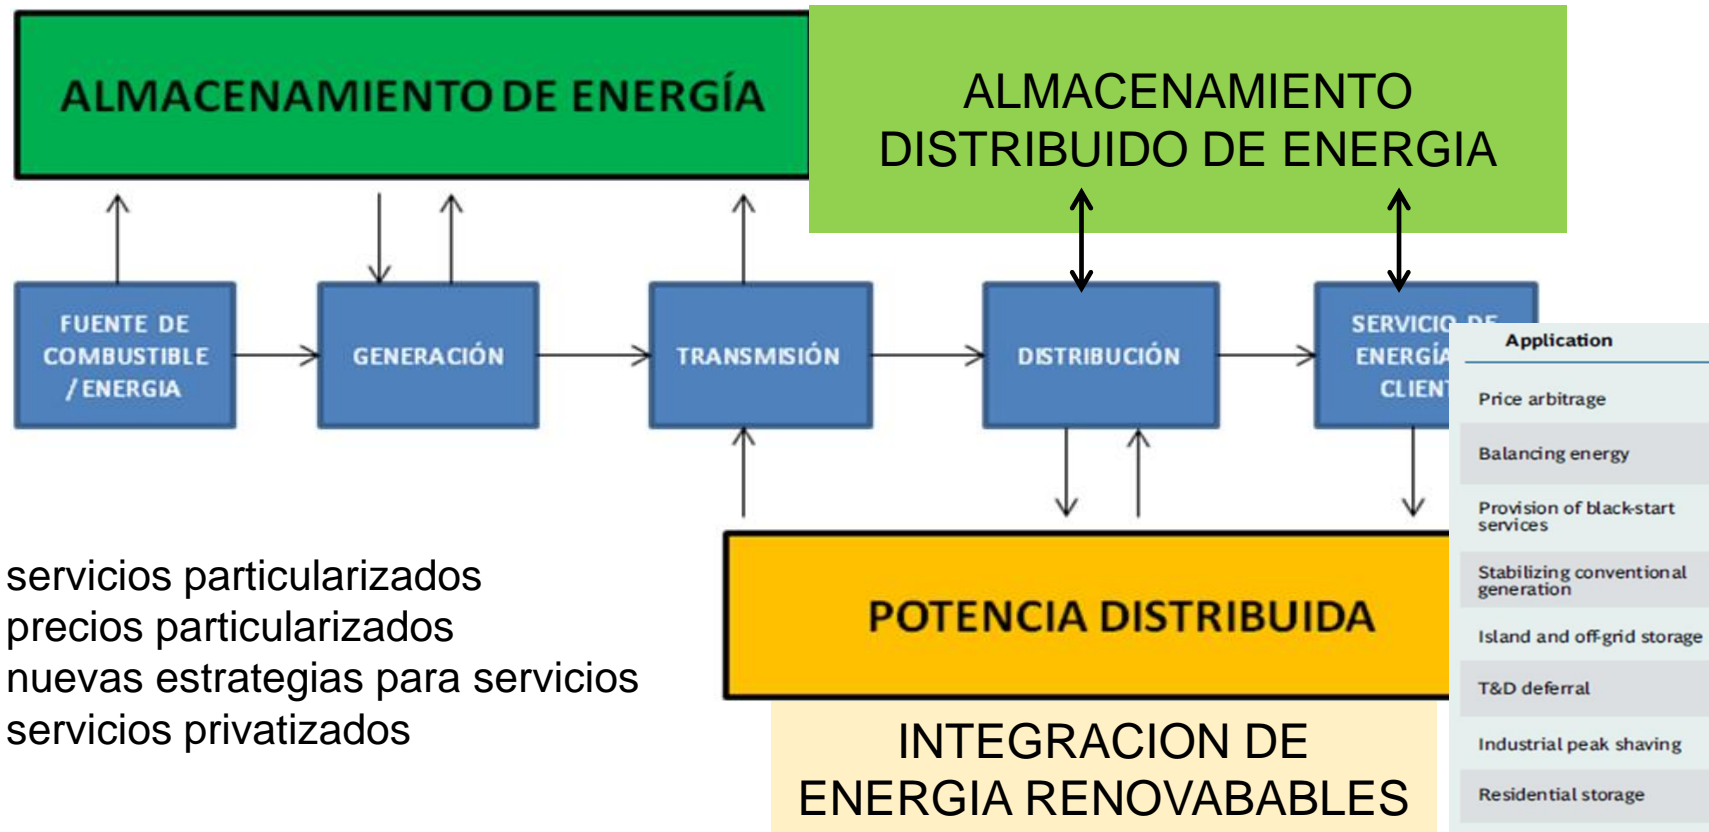 ALMACENAMIENTO DE ENERGÍA
ALMACENAMIENTO
DISTRIBUIDO DE ENERGIA
FUENTE DE
COMBUSTIBLE
/ ENERGIA
GENERACIÓN
TRANSMISIÓN
DISTRIBUCIÓN
SERVICIO DE
ENERGÍA
CLIENT
servicios particularizados
precios particularizados
nuevas estrategias para servicios
servicios privatizados
POTENCIA DISTRIBUIDA
INTEGRACION DE
ENERGIA RENOVABABLES
Application
Price arbitrage
Balancing energy
Provision of black-start
services
Stabilizing conventional
generation
Island and off-grid storage
T&D deferral
Industrial peak shaving
Residential storage